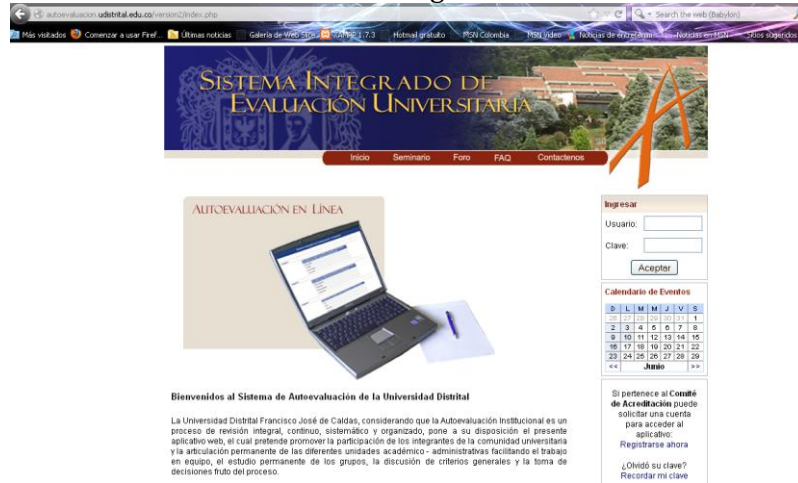 autoevaluacion.udistrital.edu.co/version2/index.php
Search the web (Babylon)
Más visitados Comenzar a usar Firef... Últimas noticias Galería de Web Slice XAMPP 1.7.3 Hotmail gratuito MSN Colombia MSN Video Noticias de entretenim... Noticias en MSN Sitios sugeridos
SISTEMA INTEGRADO DE
EVALUACIÓN UNIVERSITARIA
Inicio Seminario Foro FAQ Contactenos
AUTOEVALUACIÓN EN LÍNEA
Ingresar
Usuario:
Clave:
Aceptar
Calendario de Eventos
D L M M J V S
26 27 28 29 30 31 1
2 3 4 5 6 7 8
9 10 11 12 13 14 15
16 17 18 19 20 21 22
23 24 25 26 27 28 29
<< Junio >>
Bienvenidos al Sistema de Autoevaluación de la Universidad Distrital
La Universidad Distrital Francisco José de Caldas, considerando que la Autoevaluación Institucional es un
proceso de revisión integral, continuo, sistemático y organizado, pone a su disposición el presente
aplicativo web, el cual pretende promover la participación de los integrantes de la comunidad universitaria
y la articulación permanente de las diferentes unidades académico - administrativas facilitando el trabajo
en equipo, el estudio permanente de los grupos, la discusión de criterios generales y la toma de
decisiones fruto del proceso.
Si pertenece al Comité
de Acreditación puede
solicitar una cuenta
para acceder al
aplicativo:
Registrarse ahora
¿Olvidó su clave?
Recordar mi clave